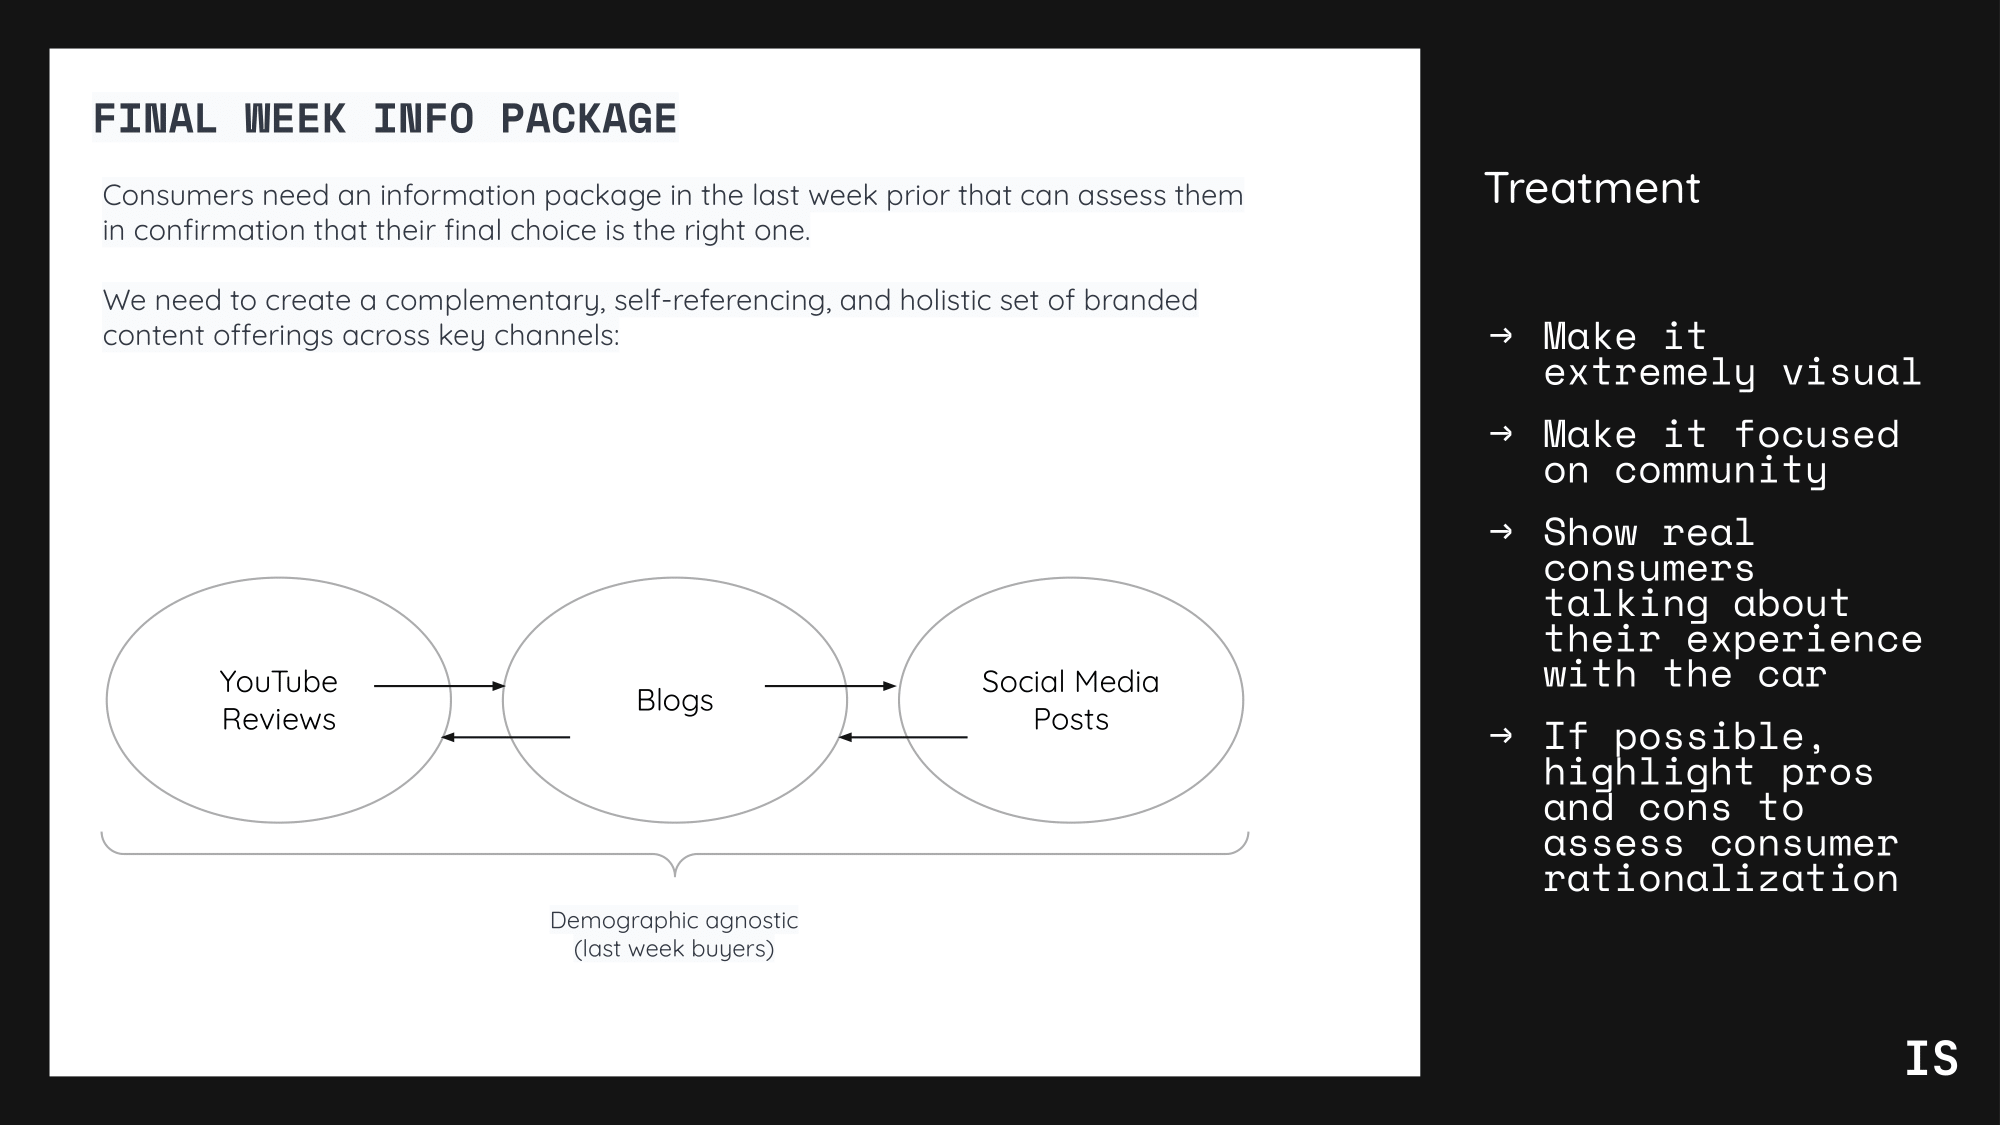 FINAL WEEK INFO PACKAGE
Consumers need an information package in the last week prior that can assess them
in confirmation that their final choice is the right one.
We need to create a complementary, self-referencing, and holistic set of branded
content offerings across key channels:
YouTube
Reviews
Blogs
Social Media
Posts
Demographic agnostic
(last week buyers)
Treatment
→ Make it
extremely visual
→ Make it focused
on community
→ Show real
consumers
talking about
their experience
with the car
→ If possible,
highlight pros
and cons to
assess consumer
rationalization
IS